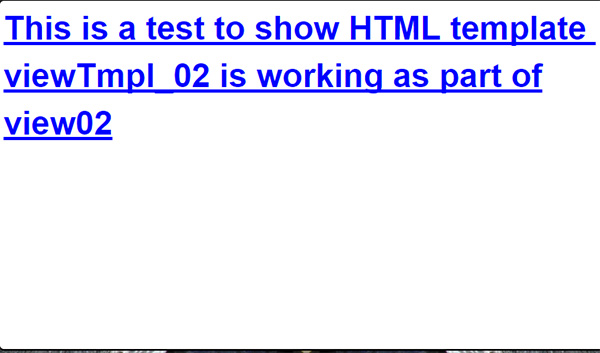 This is a test to show HTML template
viewTmpl_02 is working as part of
view02